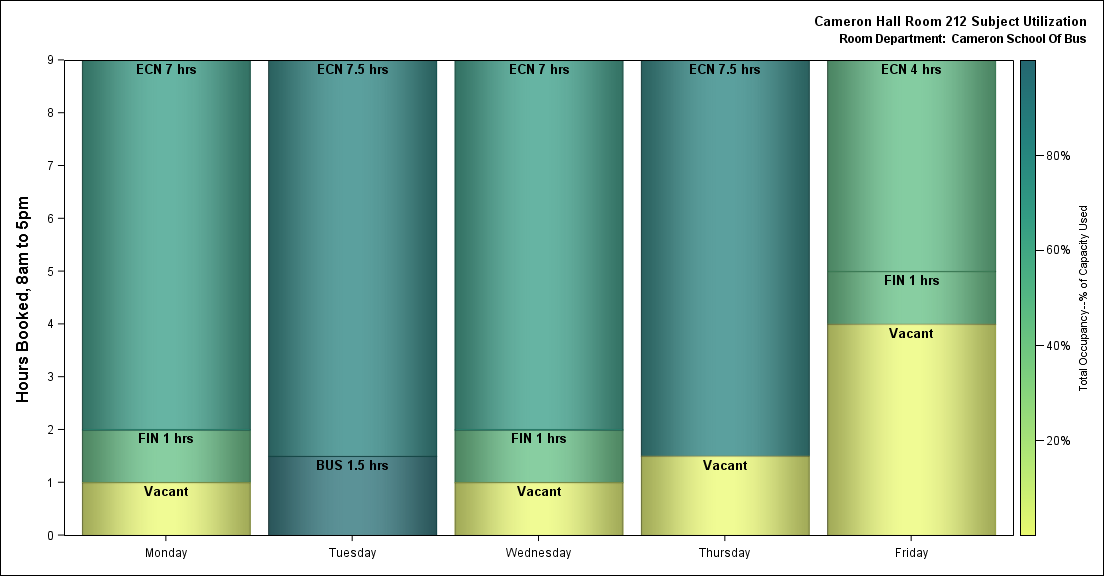 Cameron Hall Room 212 Subject Utilization
Room Department: Cameron School Of Bus
Hours Booked, 8am to 5pm
9
8
7
6
5
4
3
2
1
0
ECN 7 hrs
FIN 1 hrs
Vacant
ECN 7.5 hrs
BUS 1.5 hrs
ECN 7 hrs
FIN 1 hrs
Vacant
ECN 7.5 hrs
Vacant
ECN 4 hrs
FIN 1 hrs
Vacant
Monday
Tuesday
Wednesday
Thursday
Friday
80%
60%
40%
20%
Total Occupancy--% of Capacity Used